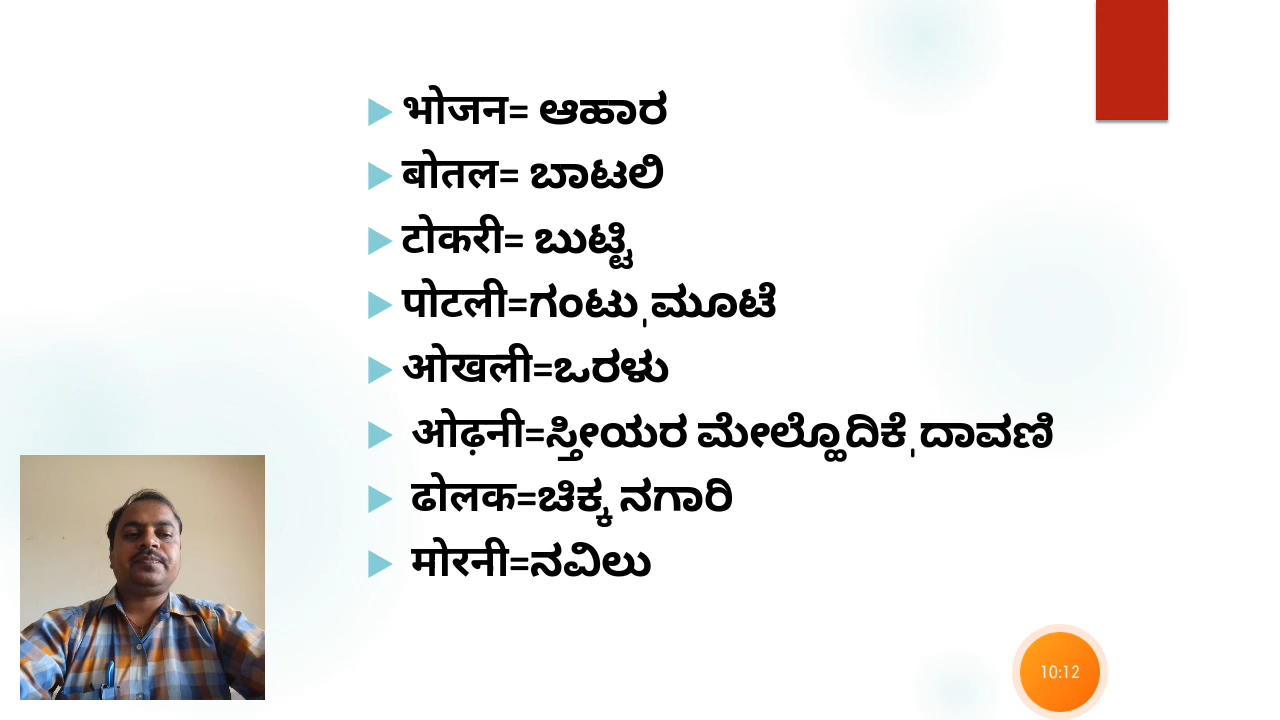 भोजन= ಆಹಾರ
बोतल= ಬಾಟಲಿ
टोकरी= ಬುಟ್ಟಿ
पोटली=ಗಂಟು,ಮೂಟೆ
ओखली=ಒರಳು
ओढ़नी=ಸ್ತೀಯರ ಮೇಲ್ಹೊದಿಕೆ,ದಾವಣಿ
ढोलक=ಚಿಕ್ಕ ನಗಾರಿ
मोरनी=ನವಿಲು
10:12